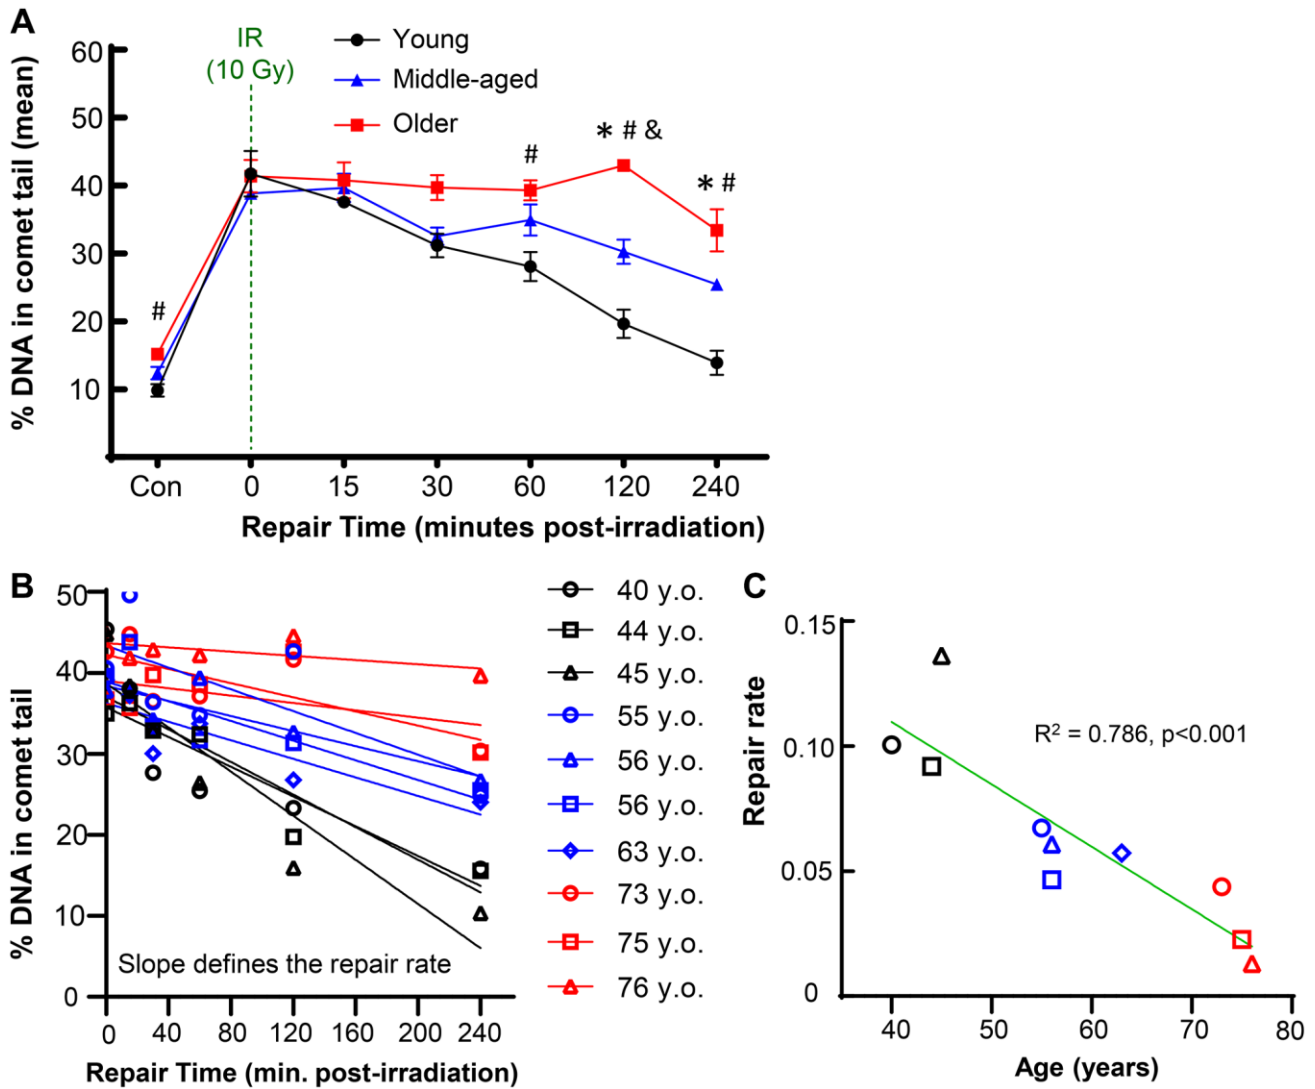 A
IR
(10 Gy)
Young
Middle-aged
Older
% DNA in comet tail (mean)
60
50
40
30
20
10
#
#
* # &
* #
Con 0 15 30 60 120 240
Repair Time (minutes post-irradiation)
B
% DNA in comet tail
50
40
30
20
10
0
Slope defines the repair rate
0 40 80 120 160 200 240
Repair Time (min. post-irradiation)
40 y.o.
44 y.o.
45 y.o.
55 y.o.
56 y.o.
56 y.o.
63 y.o.
73 y.o.
75 y.o.
76 y.o.
C
Repair rate
0.15
0.10
0.05
0
R² = 0.786, p<0.001
40 50 60 70 80
Age (years)